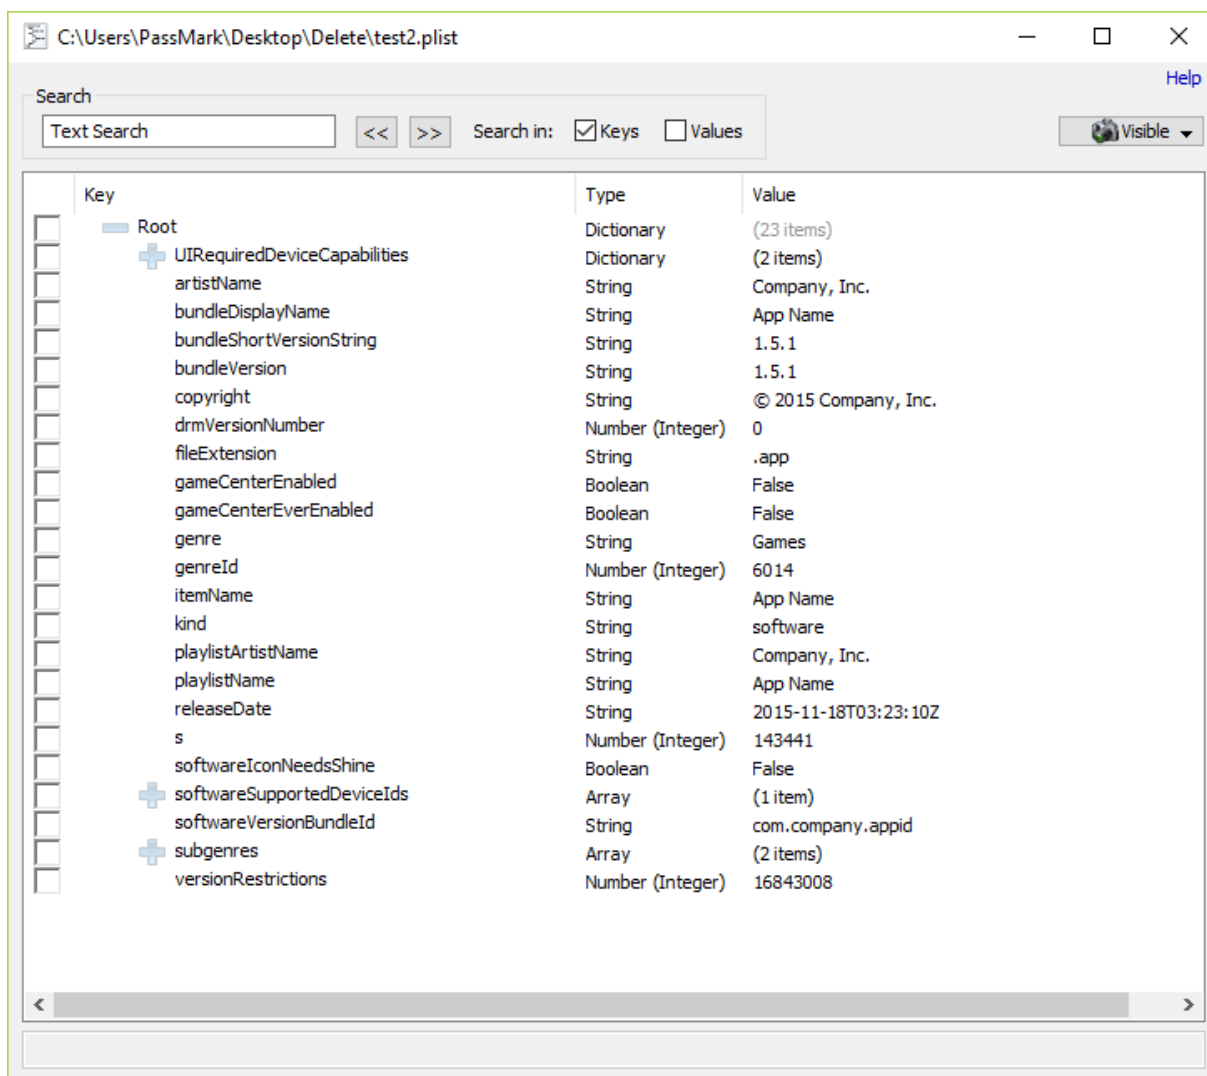 C:\Users\PassMark\Desktop\Delete\test2.plist
Help
Search
Text Search << >> Search in: Keys Values Visible
Key Type Value
Root Dictionary (23 items)
UIRequiredDeviceCapabilities Dictionary (2 items)
artistName String Company, Inc.
bundleDisplayName String App Name
bundleShortVersionString String 1.5.1
bundleVersion String 1.5.1
copyright String © 2015 Company, Inc.
drmVersionNumber Number (Integer) 0
fileExtension String .app
gameCenterEnabled Boolean False
gameCenterEverEnabled Boolean False
genre String Games
genreId Number (Integer) 6014
itemName String App Name
kind String software
playlistArtistName String Company, Inc.
playlistName String App Name
releaseDate String 2015-11-18T03:23:10Z
s Number (Integer) 143441
softwareIconNeedsShine Boolean False
softwareSupportedDeviceIds Array (1 item)
softwareVersionBundleId String com.company.appid
subgenres Array (2 items)
versionRestrictions Number (Integer) 16843008